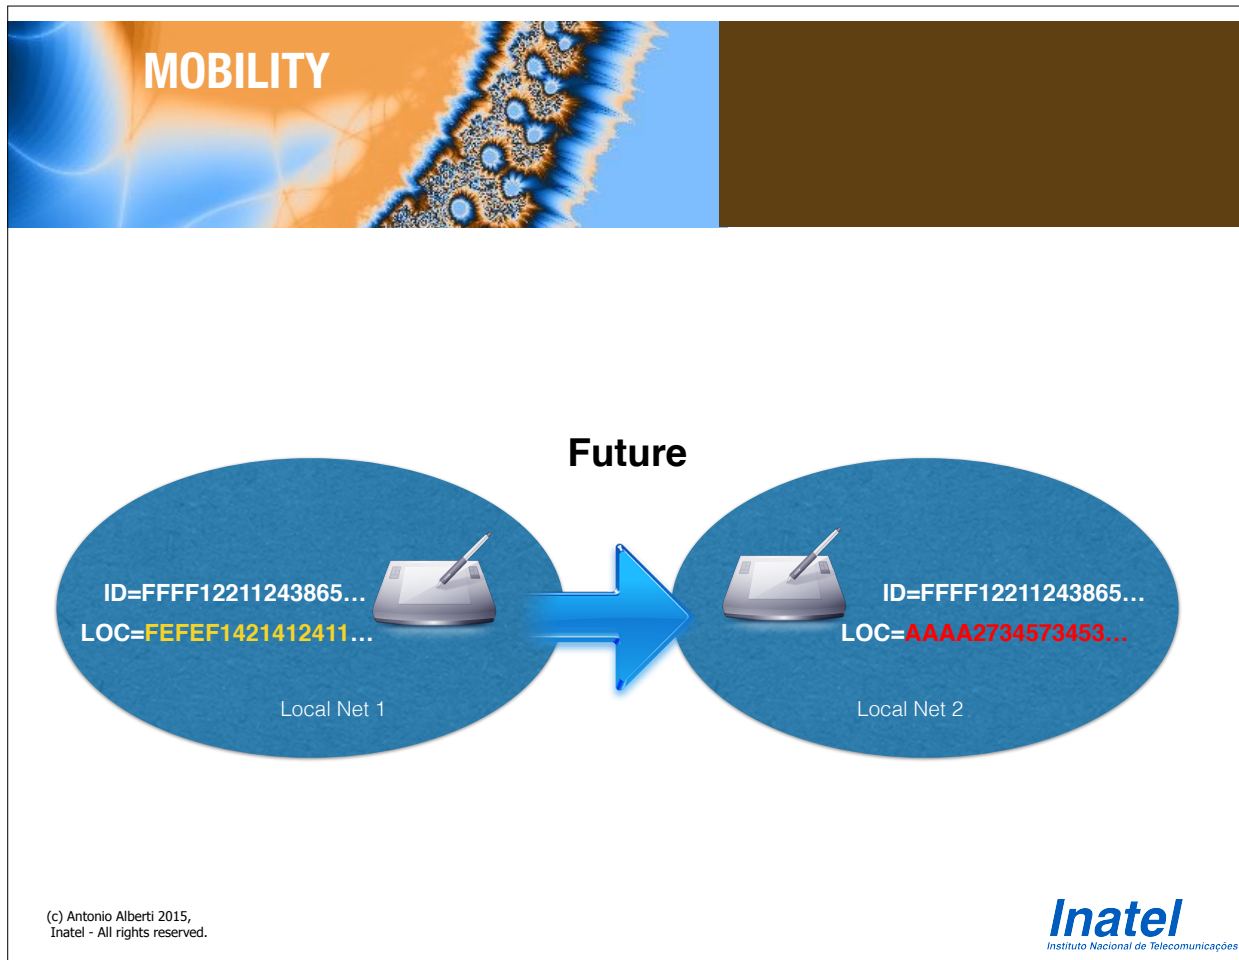 MOBILITY
Future
ID=FFFF12211243865…
LOC=FEFEF1421412411…
Local Net 1
ID=FFFF12211243865…
LOC=AAAA2734573453…
Local Net 2
(c) Antonio Alberti 2015,
Inatel - All rights reserved.
Inatel
Instituto Nacional de Telecomunicações